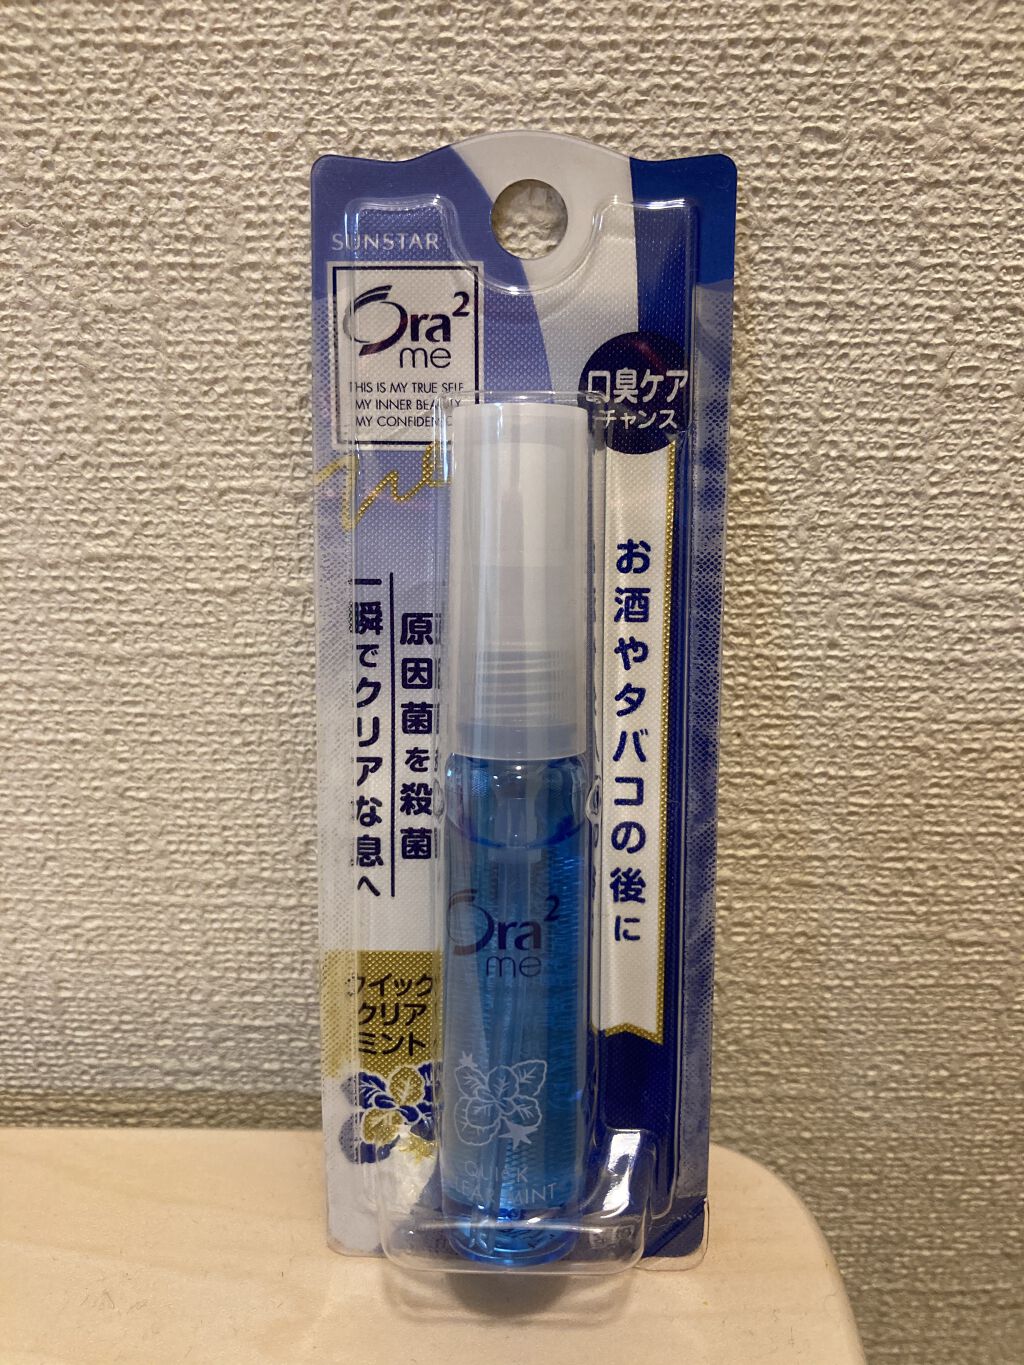 SUNSTAR
Ora²
me
THIS IS MY TRUE SELF
MY INNER BEAUTY
MY CONFIDENCE
口臭ケア
チャンス
お酒やタバコの後に
原因菌を殺菌
一瞬でクリアな息へ
クイック
クリア
ミント
Ora²
me
QUICK
CLEAR MINT